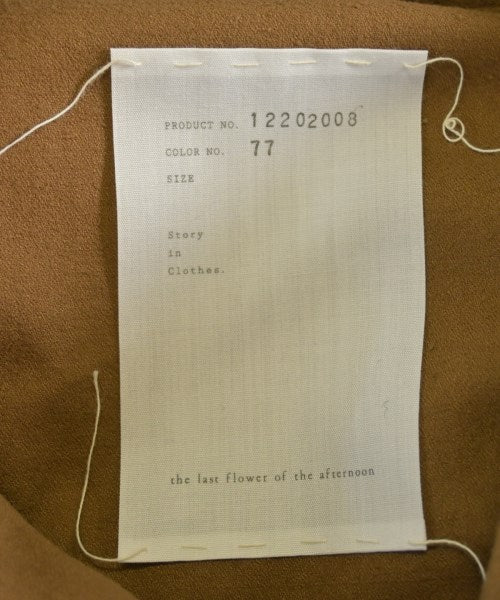 PRODUCT NO. 12202008
COLOR NO. 77
SIZE
Story
in
Clothes.
the last flower of the afternoon